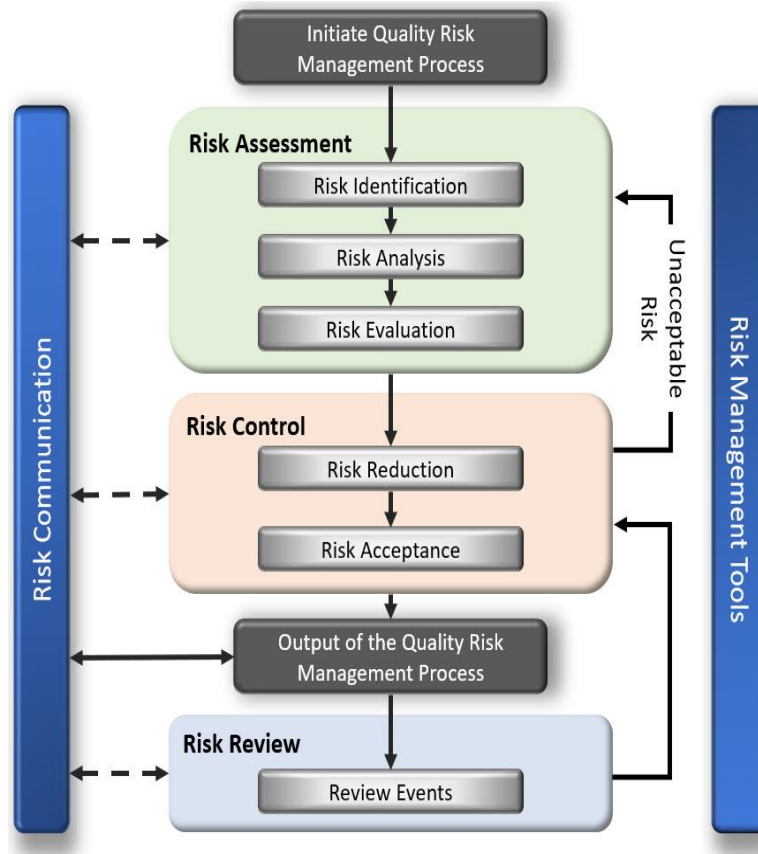 Initiate Quality Risk
Management Process
Risk Assessment
Risk Identification
Risk Analysis
Risk Evaluation
Unacceptable
Risk
Risk Control
Risk Reduction
Risk Acceptance
Output of the Quality Risk
Management Process
Risk Review
Review Events
Risk Communication
Risk Management Tools